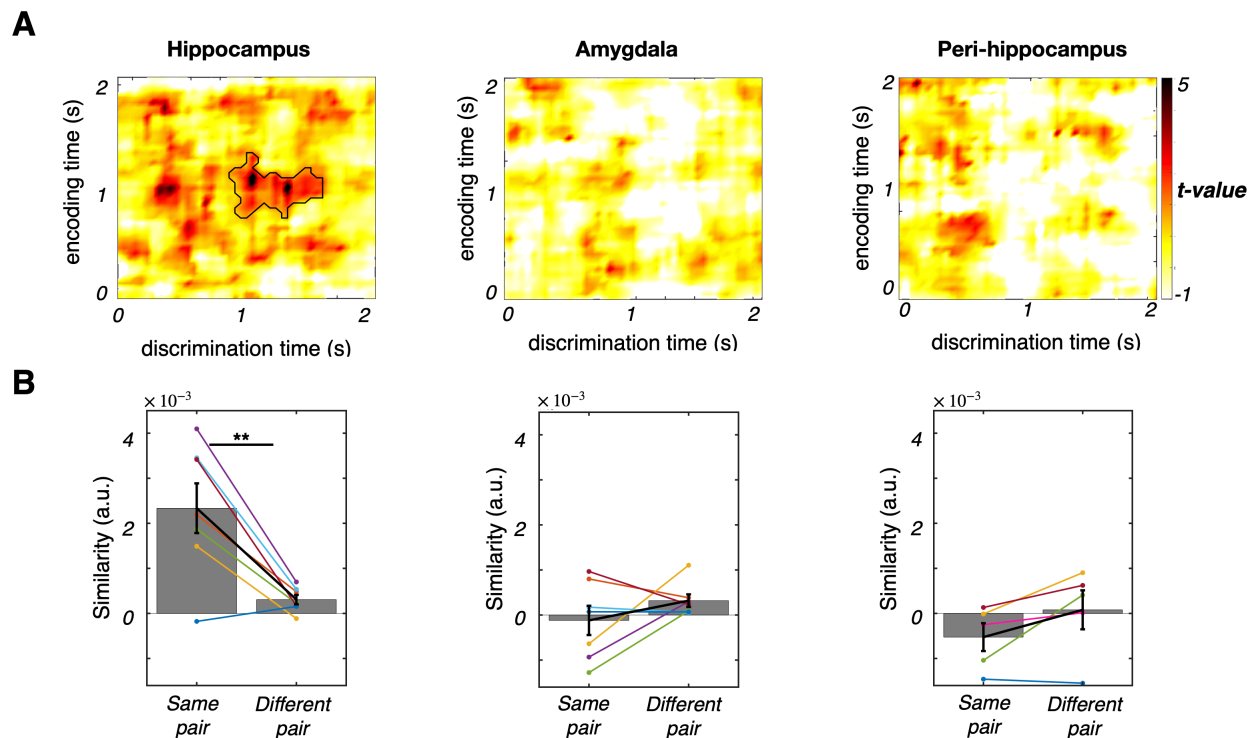 A
Hippocampus
Amygdala
Peri-hippocampus
encoding time (s)
2
1
0
0
1
2
discrimination time (s)
encoding time (s)
2
1
0
0
1
2
discrimination time (s)
encoding time (s)
2
1
0
0
1
2
discrimination time (s)
5
t-value
-1
B
× 10⁻³
Similarity (a.u.)
4
2
0
**
Same
pair
Different
pair
× 10⁻³
Similarity (a.u.)
4
2
0
Same
pair
Different
pair
× 10⁻³
Similarity (a.u.)
4
2
0
Same
pair
Different
pair